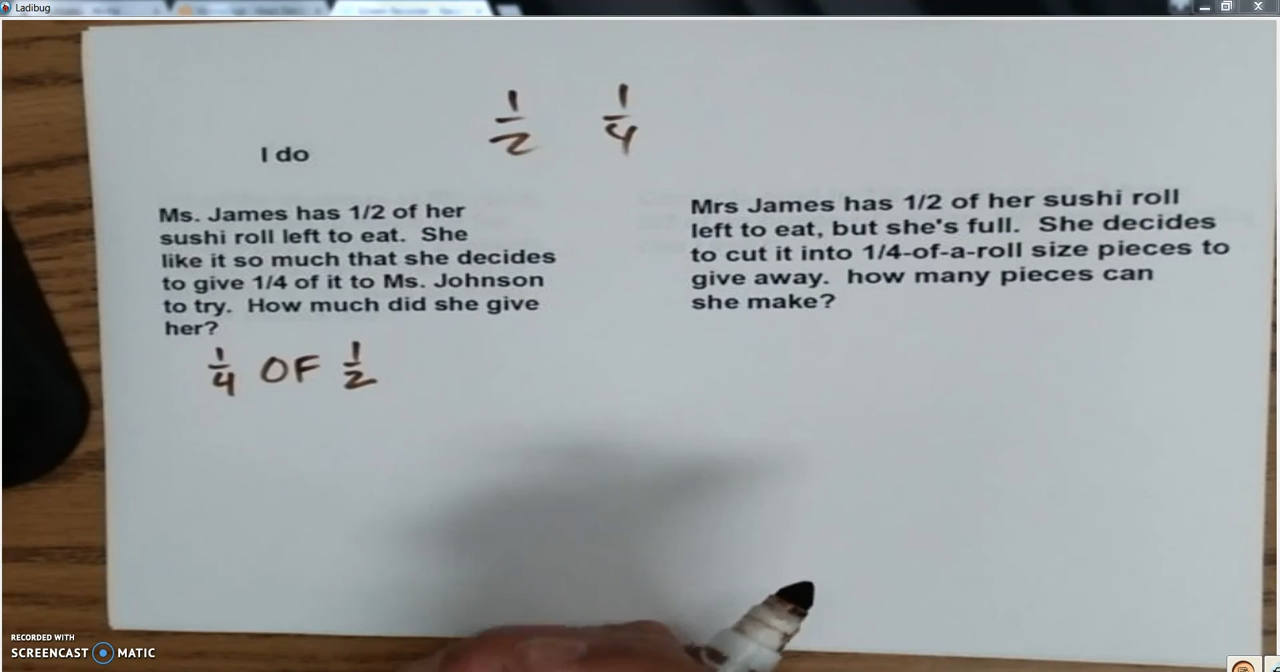 Ladibug
1/2 1/4
I do
Ms. James has 1/2 of her
sushi roll left to eat. She
like it so much that she decides
to give 1/4 of it to Ms. Johnson
to try. How much did she give
her?
1/4 OF 1/2
Mrs James has 1/2 of her sushi roll
left to eat, but she's full. She decides
to cut it into 1/4-of-a-roll size pieces to
give away. how many pieces can
she make?
RECORDED WITH
SCREENCAST MATIC